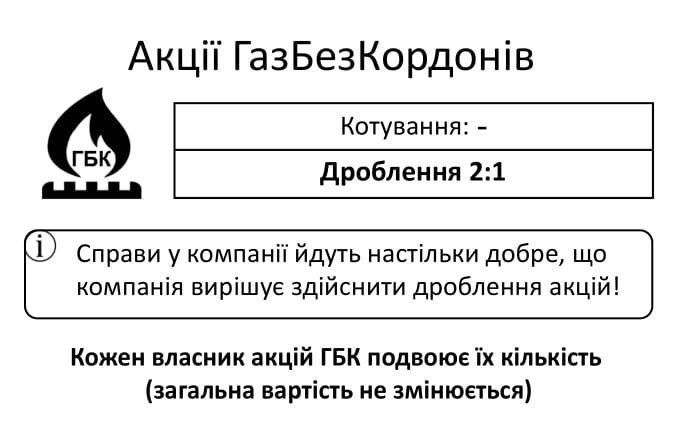 Акції ГазБезКордонів
ГБК
Котування: -
Дроблення 2:1
i
Справи у компанії йдуть настільки добре, що
компанія вирішує здійснити дроблення акцій!
Кожен власник акцій ГБК подвоює їх кількість
(загальна вартість не змінюється)